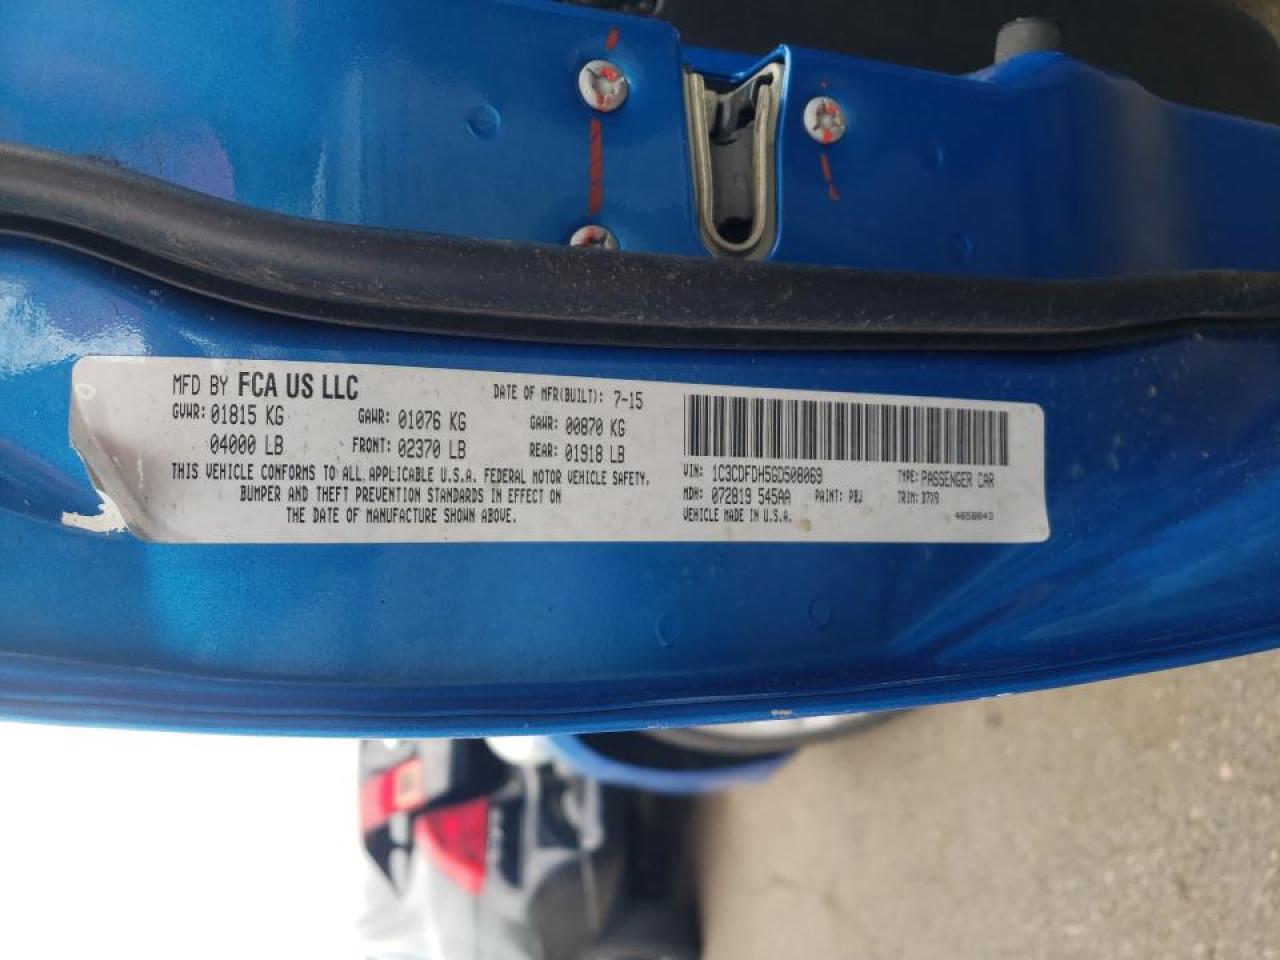 MFD BY FCA US LLC DATE OF MFR(BUILT): 7-15
GVWR: 01815 KG GAWR: 01076 KG GAWR: 00870 KG
04000 LB FRONT: 02370 LB REAR: 01918 LB
THIS VEHICLE CONFORMS TO ALL APPLICABLE U.S.A. FEDERAL MOTOR VEHICLE SAFETY,
BUMPER AND THEFT PREVENTION STANDARDS IN EFFECT ON
THE DATE OF MANUFACTURE SHOWN ABOVE.
VIN: 1C3CDFDH5GD508069 TYPE: PASSENGER CAR
MDH: 072819 545AA PAINT: PBJ TRIM:
VEHICLE MADE IN U.S.A.